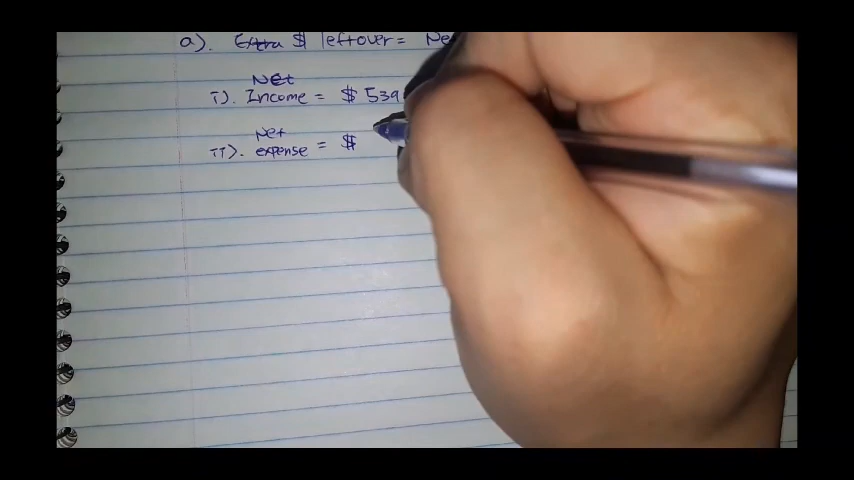 a). Extra $ leftover = Ne
Net
i). Income = $ 539
Net
ii). expense = $